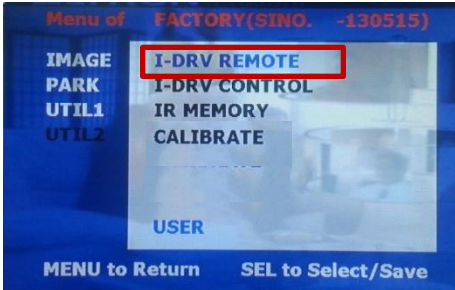 Menu of FACTORY(SINO. -130515)
IMAGE I-DRV REMOTE
PARK I-DRV CONTROL
UTIL1 IR MEMORY
UTIL2 CALIBRATE
USER
MENU to Return SEL to Select/Save